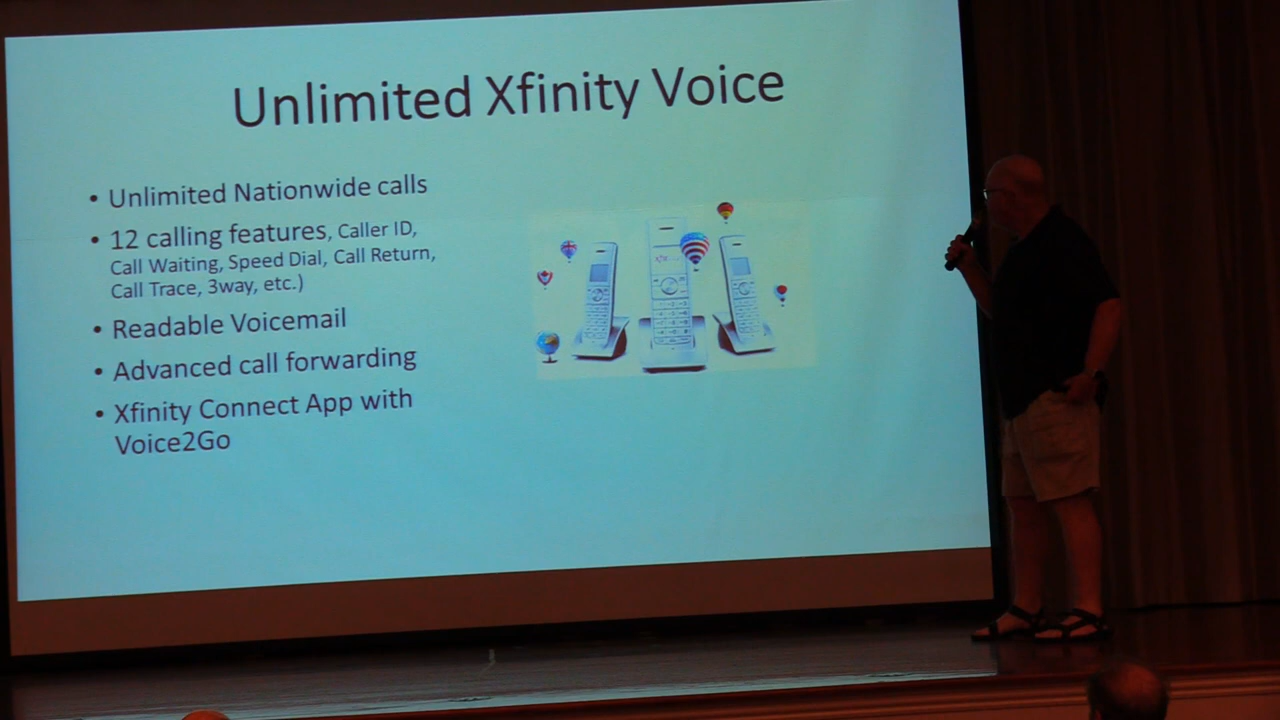 Unlimited Xfinity Voice
• Unlimited Nationwide calls
• 12 calling features, Caller ID,
Call Waiting, Speed Dial, Call Return,
Call Trace, 3way, etc.)
• Readable Voicemail
• Advanced call forwarding
• Xfinity Connect App with
Voice2Go